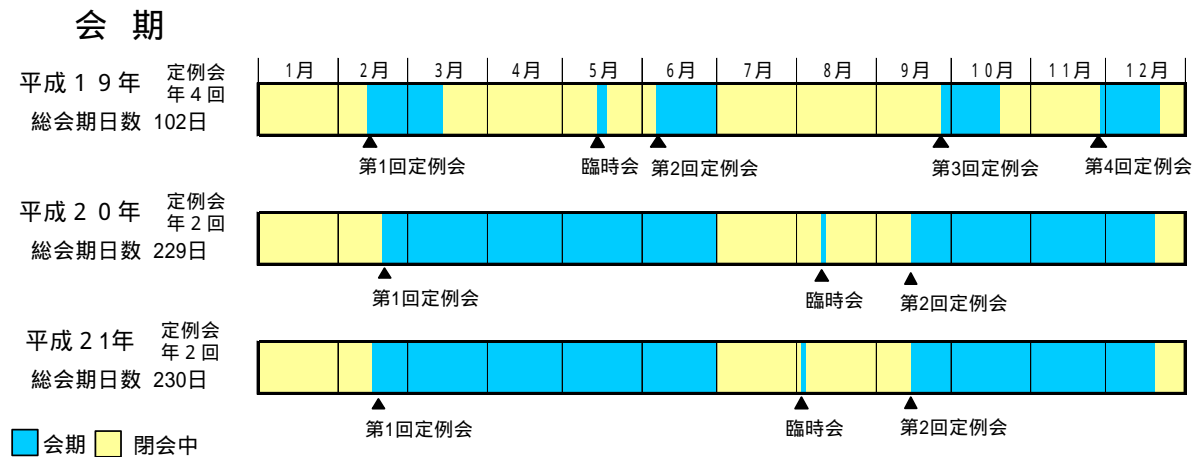 会 期
1月 2月 3月 4月 5月 6月 7月 8月 9月 10月 11月 12月
平成19年 定例会
年4回
総会期日数 102日
第1回定例会 臨時会 第2回定例会 第3回定例会 第4回定例会
平成20年 定例会
年2回
総会期日数 229日
第1回定例会 臨時会 第2回定例会
平成21年 定例会
年2回
総会期日数 230日
第1回定例会 臨時会 第2回定例会
会期 閉会中